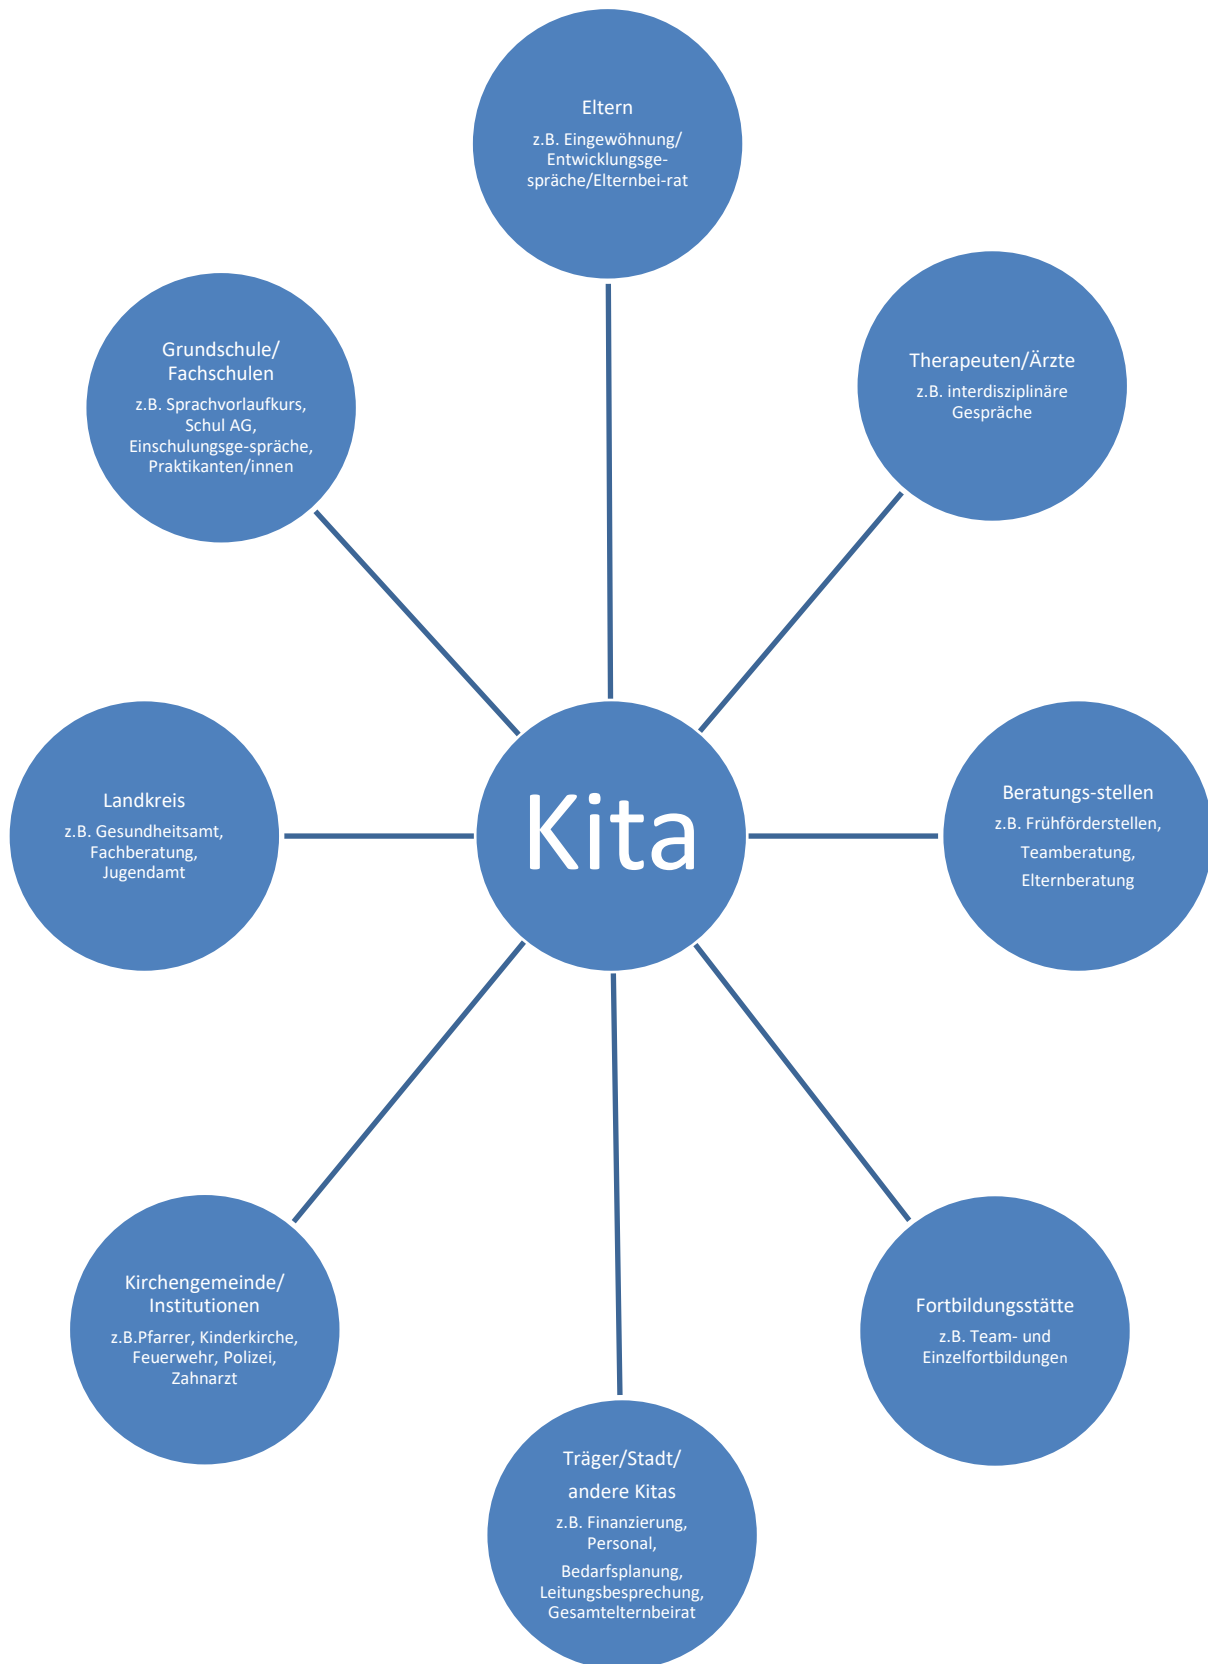 Eltern
z.B. Eingewöhnung/
Entwicklungsge-
spräche/Elternbei-rat
Therapeuten/Ärzte
z.B. interdisziplinäre
Gespräche
Grundschule/
Fachschulen
z.B. Sprachvorlaufkurs,
Schul AG,
Einschulungsge-spräche,
Praktikanten/innen
Kita
Landkreis
z.B. Gesundheitsamt,
Fachberatung,
Jugendamt
Beratungs-stellen
z.B. Frühförderstellen,
Teamberatung,
Elternberatung
Kirchengemeinde/
Institutionen
z.B.Pfarrer, Kinderkirche,
Feuerwehr, Polizei,
Zahnarzt
Fortbildungsstätte
z.B. Team- und
Einzelfortbildungen
Träger/Stadt/
andere Kitas
z.B. Finanzierung,
Personal,
Bedarfsplanung,
Leitungsbesprechung,
Gesamtelternbeirat